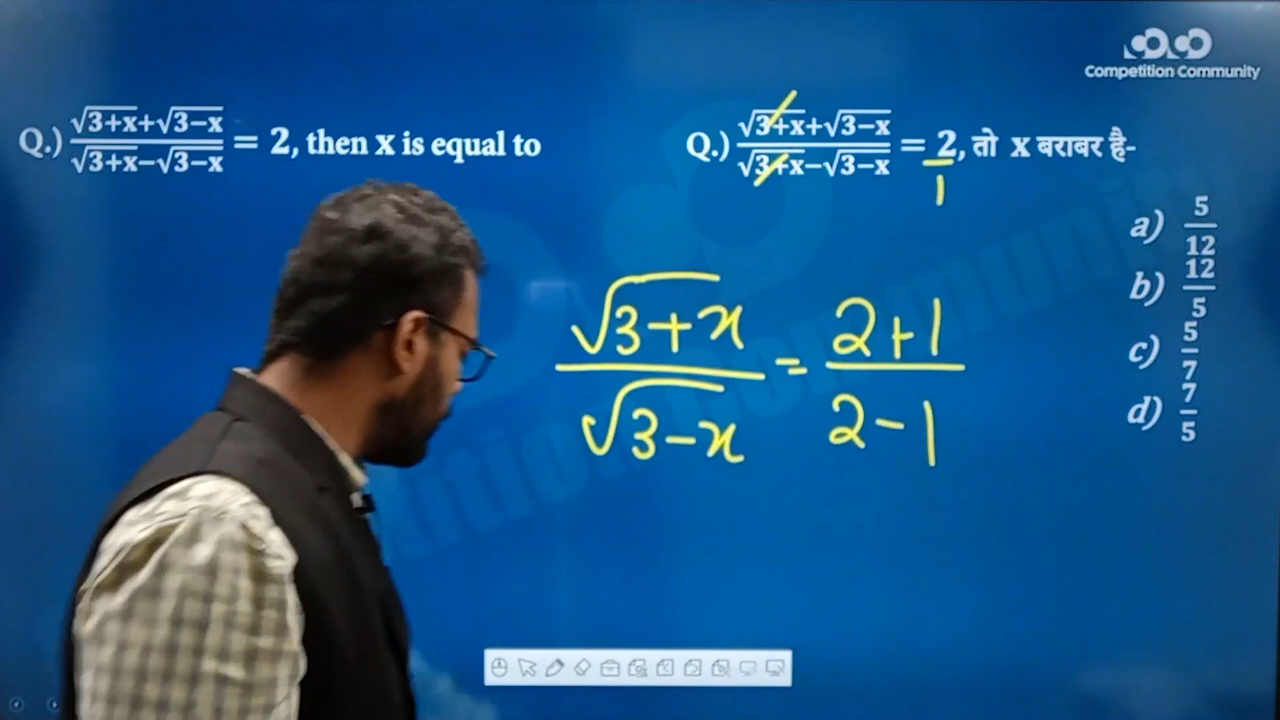 Competition Community
Q.) √3+x+√3−x / √3+x−√3−x = 2, then x is equal to
Q.) √3+x+√3−x / √3+x−√3−x = 2, तो x बराबर है-
1
a) 5/12
b) 12/5
c) 5/7
d) 7/5
√3+x / √3−x = 2+1 / 2−1